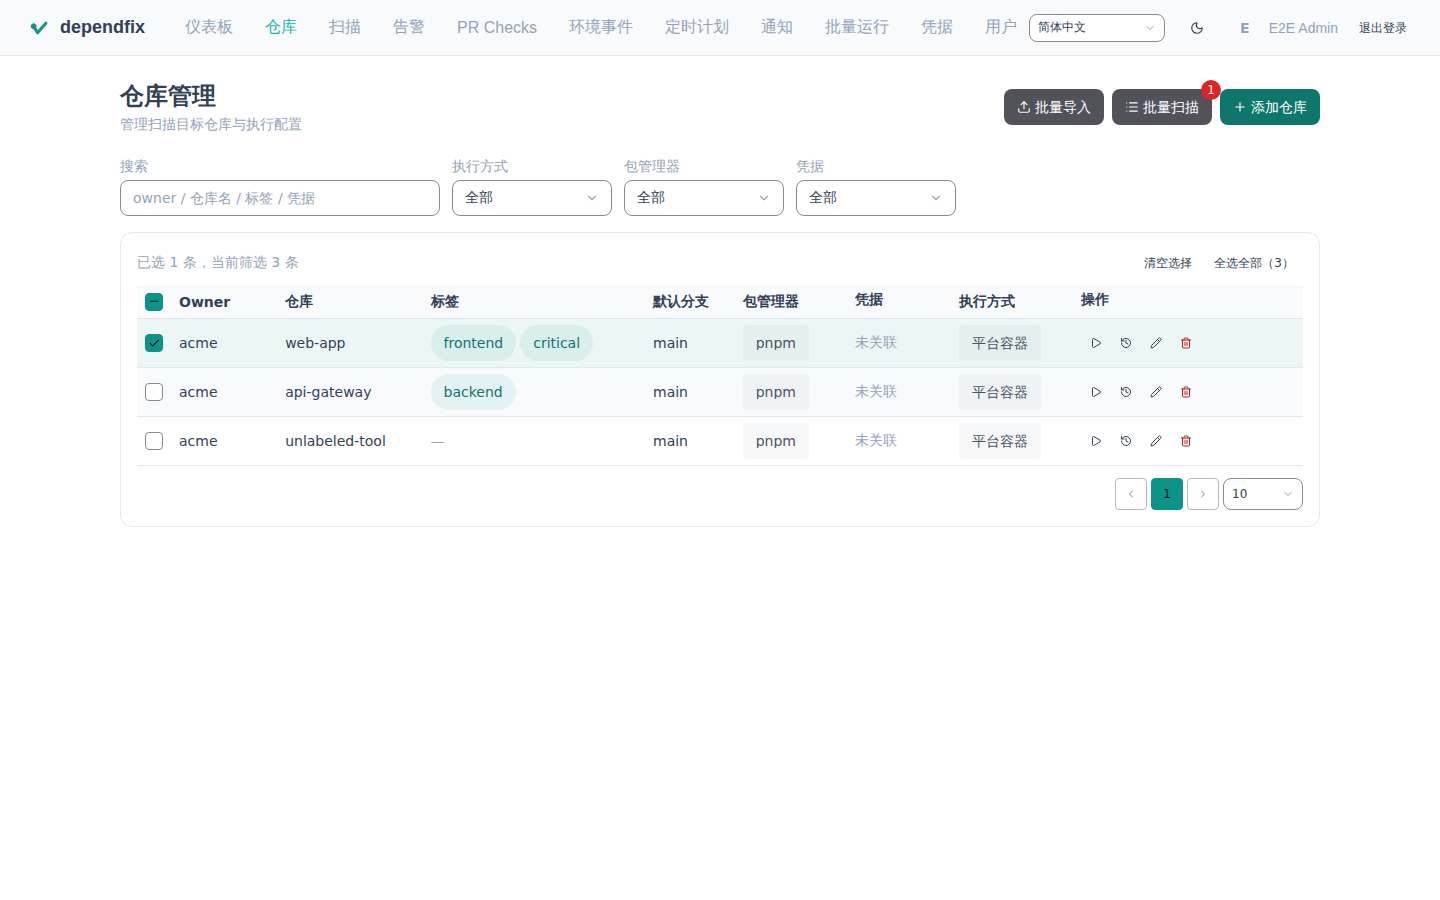 dependfix 仪表板 仓库 扫描 告警 PR Checks 环境事件 定时计划 通知 批量运行 凭据 用户 简体中文 E E2E Admin 退出登录
仓库管理
管理扫描目标仓库与执行配置
批量导入 批量扫描 1 添加仓库
搜索 执行方式 包管理器 凭据
owner / 仓库名 / 标签 / 凭据 全部 全部 全部
已选 1 条，当前筛选 3 条 清空选择 全选全部（3）
Owner 仓库 标签 默认分支 包管理器 凭据 执行方式 操作
acme web-app frontend critical main pnpm 未关联 平台容器
acme api-gateway backend main pnpm 未关联 平台容器
acme unlabeled-tool — main pnpm 未关联 平台容器
1 10